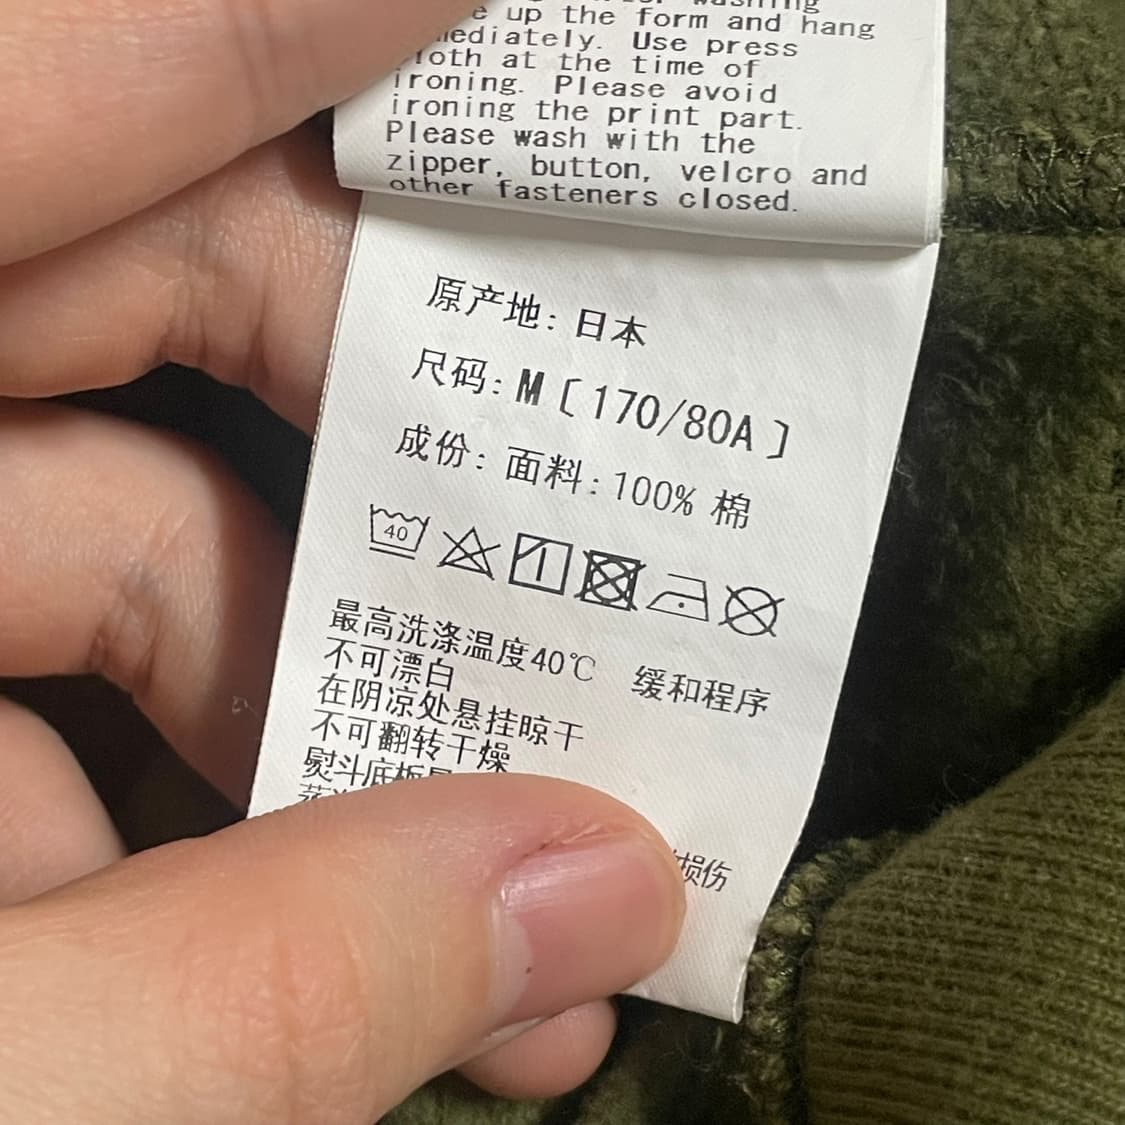 up the form and hang
Use press
at the time of
ironing. Please avoid
ironing the print part.
Please wash with the
zipper, button, velcro and
other fasteners closed.
原产地: 日本
尺码: M〔170/80A〕
成份: 面料: 100% 棉
40
最高洗涤温度40℃ 缓和程序
不可漂白
在阴凉处悬挂晾干
不可翻转干燥
熨斗底板
损伤